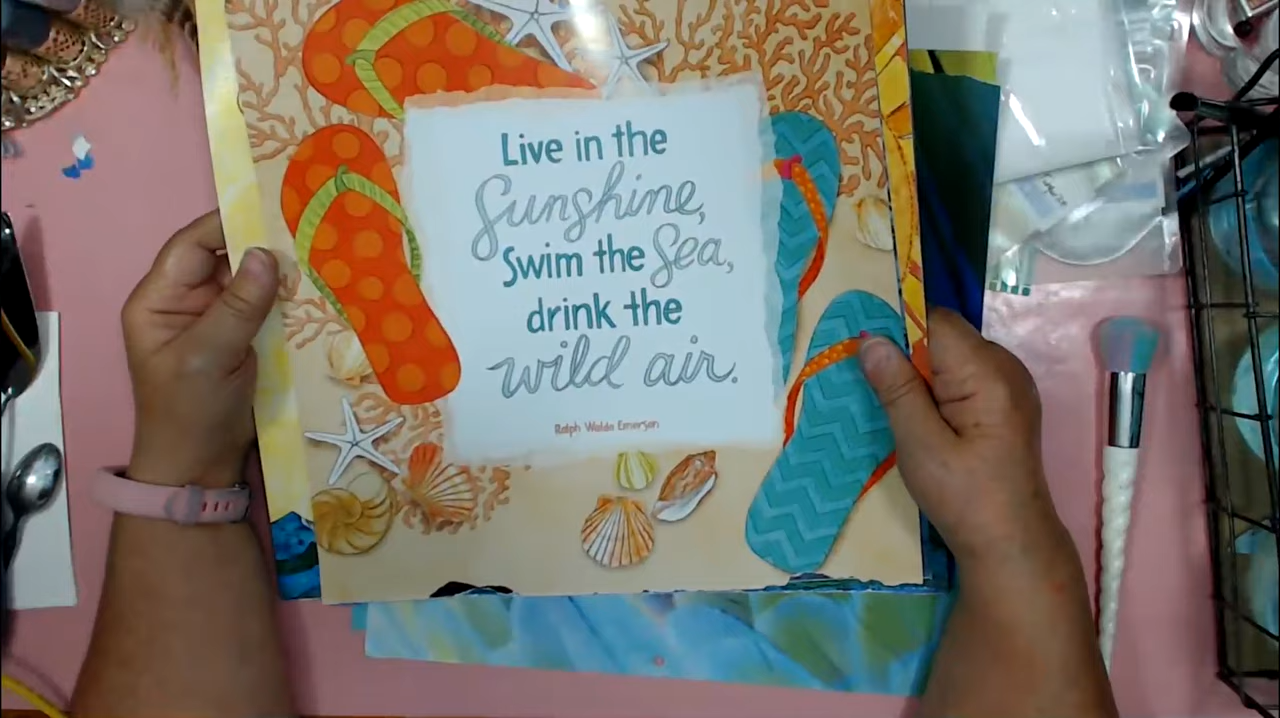 Live in the
Sunshine,
Swim the Sea,
drink the
wild air.
Ralph Waldo Emerson